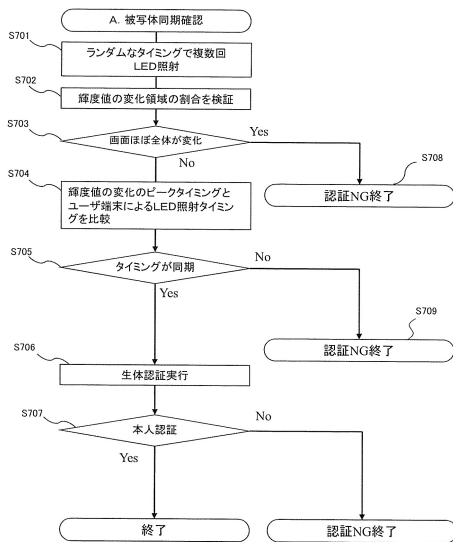 A. 被写体同期確認
S701
ランダムなタイミングで複数回
LED照射
S702
輝度値の変化領域の割合を検証
S703
画面ほぼ全体が変化
Yes
No
S704
輝度値の変化のピークタイミングと
ユーザ端末によるLED照射タイミ
ングを比較
S708
認証NG終了
S705
タイミングが同期
No
Yes
S709
認証NG終了
S706
生体認証実行
S707
本人認証
No
Yes
終了
認証NG終了